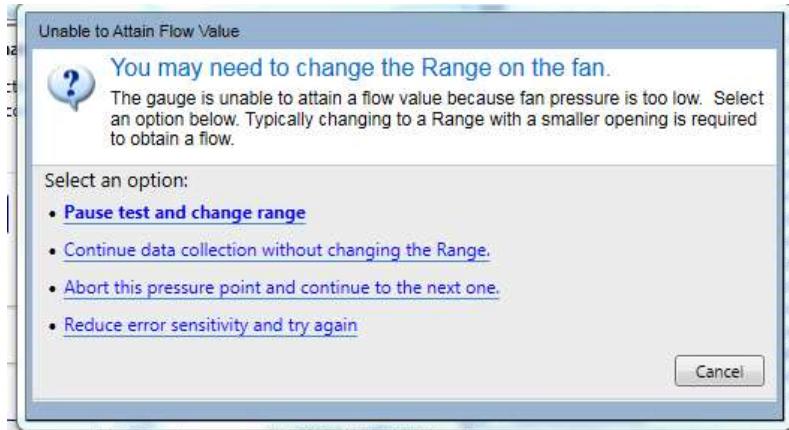 Unable to Attain Flow Value
You may need to change the Range on the fan.
The gauge is unable to attain a flow value because fan pressure is too low. Select
an option below. Typically changing to a Range with a smaller opening is required
to obtain a flow.
Select an option:
• Pause test and change range
• Continue data collection without changing the Range.
• Abort this pressure point and continue to the next one.
• Reduce error sensitivity and try again
Cancel